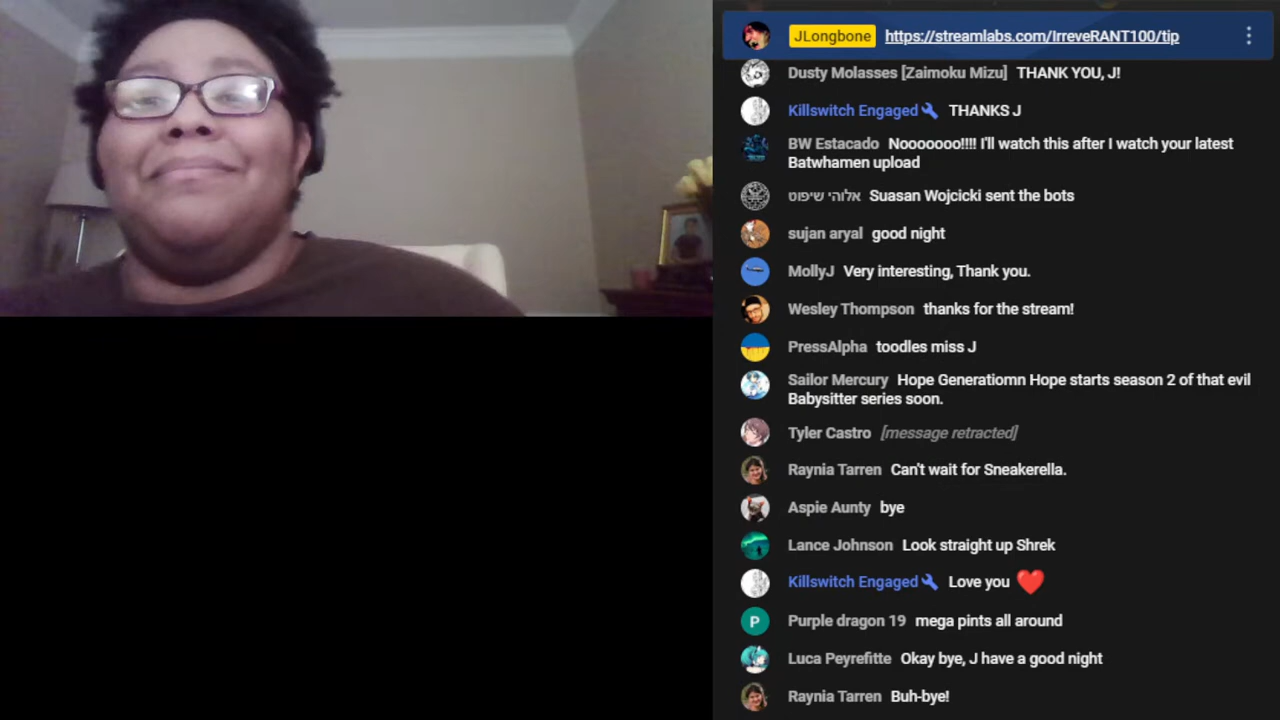 JLongbone https://streamlabs.com/IrreveRANT100/tip
Dusty Molasses [Zaimoku Mizu] THANK YOU, J!
Killswitch Engaged THANKS J
BW Estacado Nooooooo!!!! I'll watch this after I watch your latest
Batwhamen upload
אלוהי שיפוט Suasan Wojcicki sent the bots
sujan aryal good night
MollyJ Very interesting, Thank you.
Wesley Thompson thanks for the stream!
PressAlpha toodles miss J
Sailor Mercury Hope Generatiomn Hope starts season 2 of that evil
Babysitter series soon.
Tyler Castro [message retracted]
Raynia Tarren Can't wait for Sneakerella.
Aspie Aunty bye
Lance Johnson Look straight up Shrek
Killswitch Engaged Love you ❤️
P Purple dragon 19 mega pints all around
Luca Peyrefitte Okay bye, J have a good night
Raynia Tarren Buh-bye!